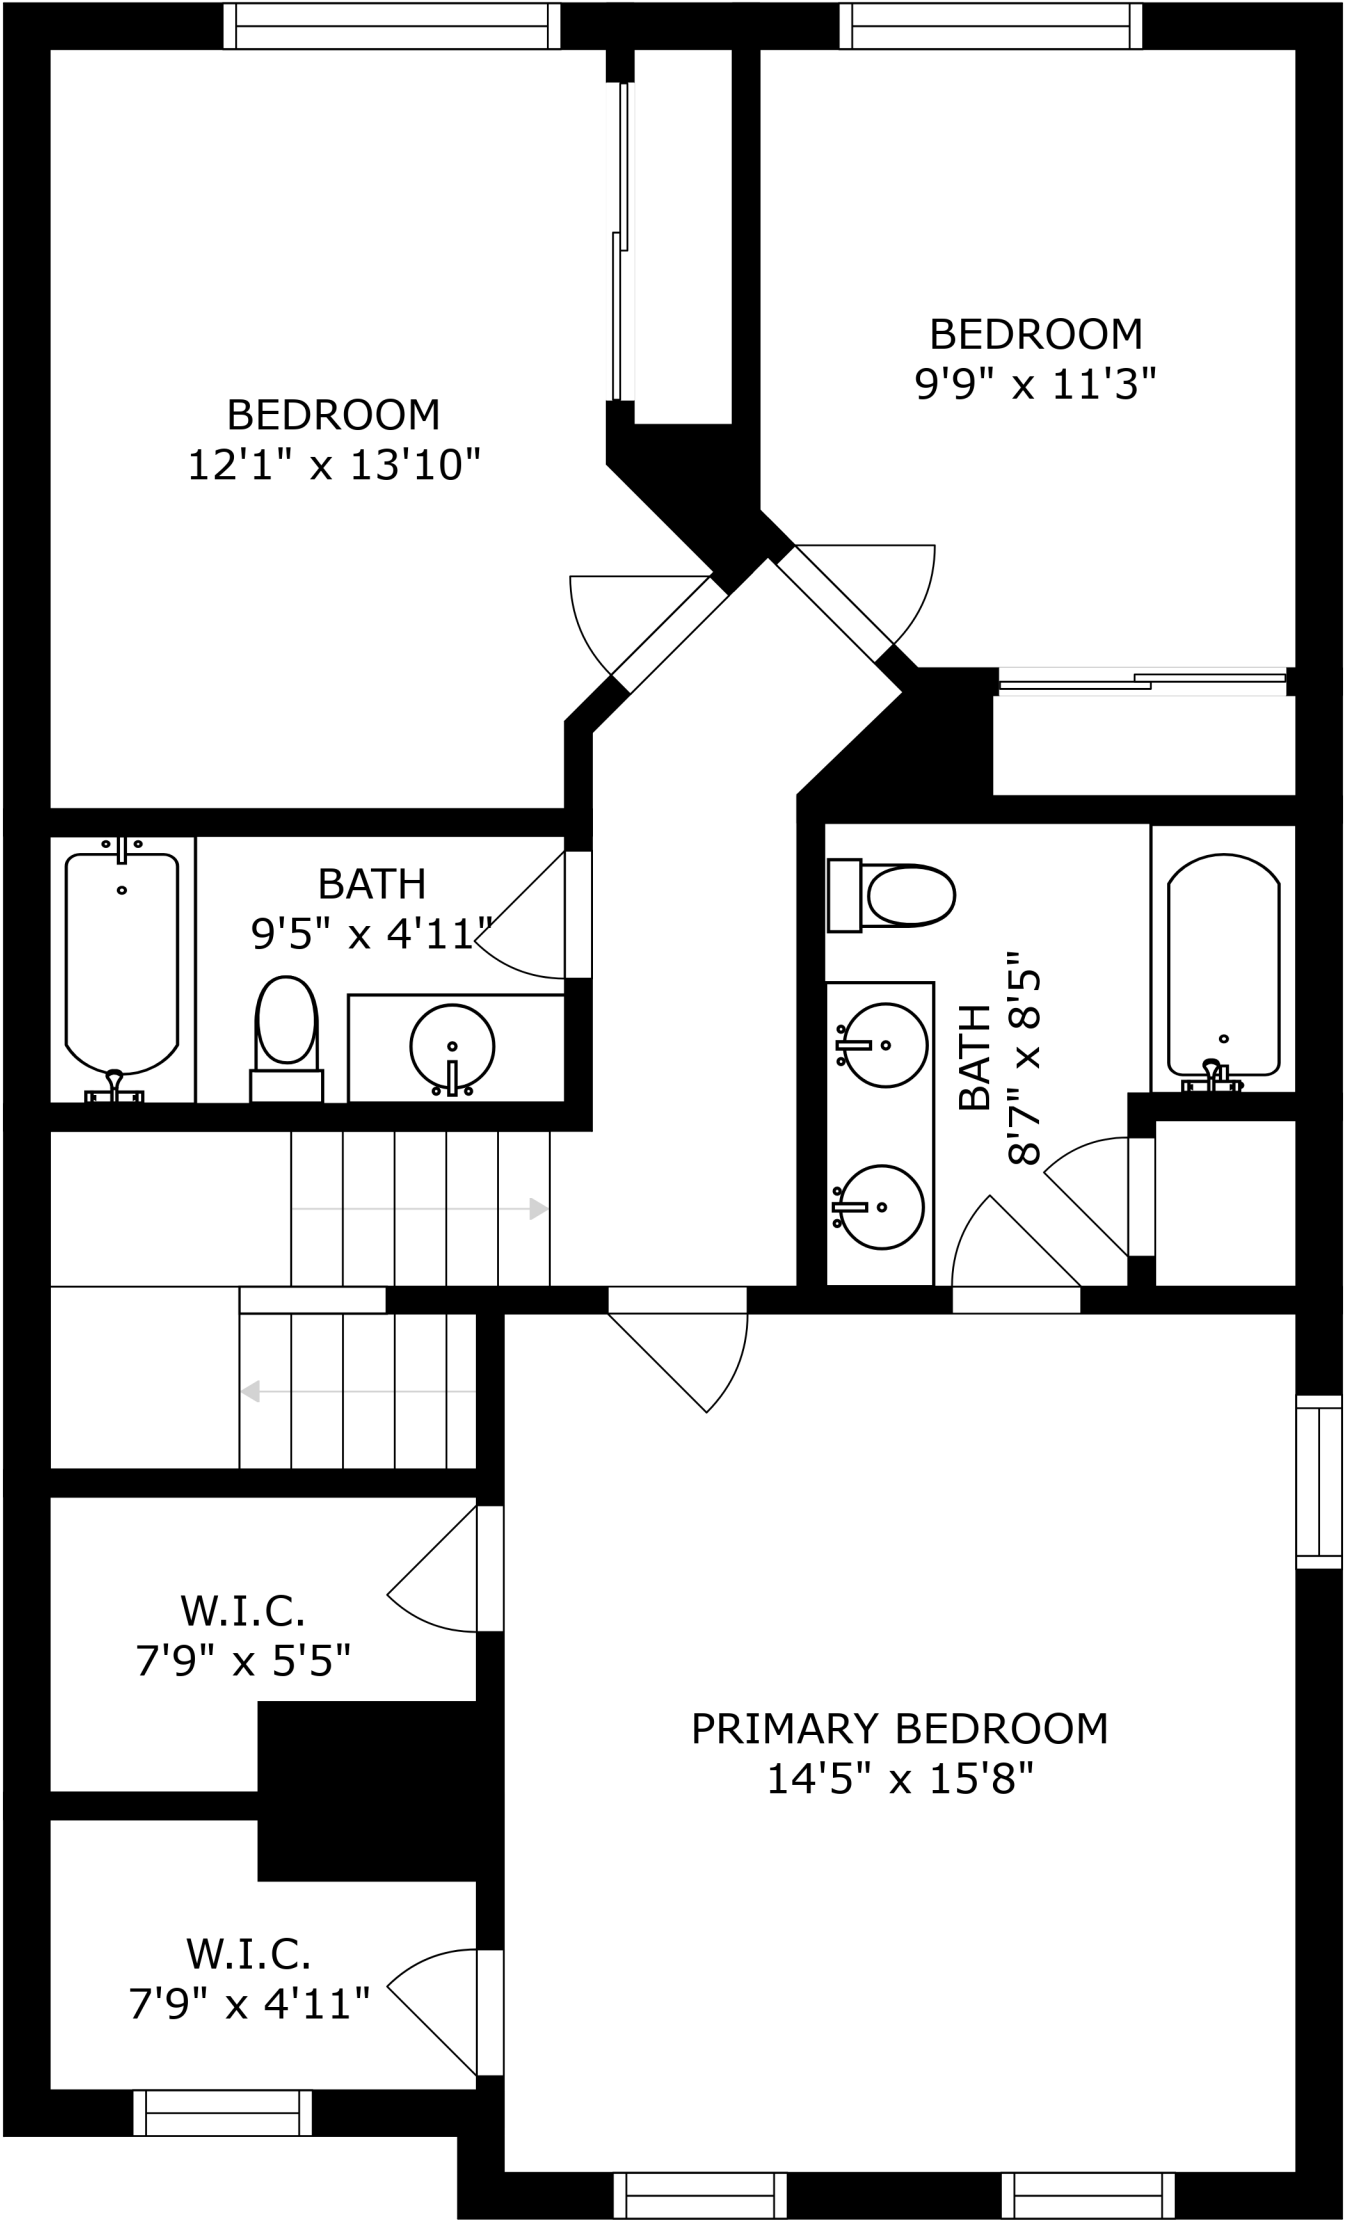 BEDROOM
12'1" x 13'10"
BEDROOM
9'9" x 11'3"
BATH
9'5" x 4'11"
BATH
8'7" x 8'5"
W.I.C.
7'9" x 5'5"
PRIMARY BEDROOM
14'5" x 15'8"
W.I.C.
7'9" x 4'11"